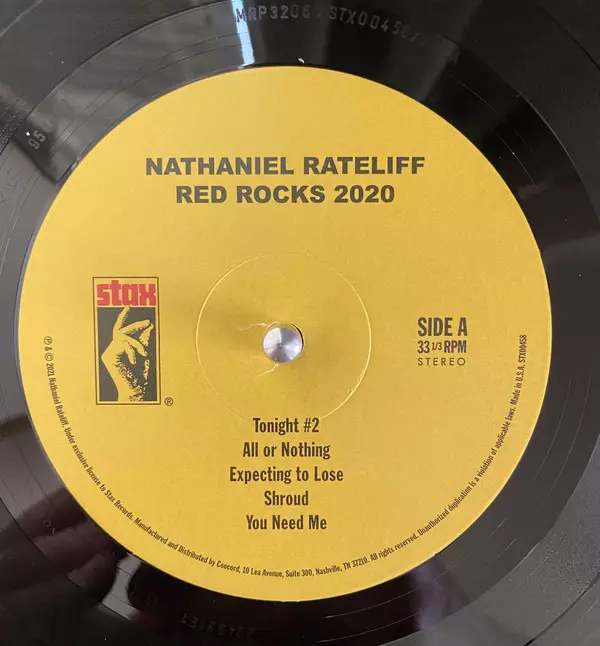 MRP3206 / STX00458
NATHANIEL RATELIFF
RED ROCKS 2020
stax
®
SIDE A
33 1/3 RPM
STEREO
Tonight #2
All or Nothing
Expecting to Lose
Shroud
You Need Me
℗ & © 2021 Nathaniel Rateliff. Under exclusive license to Stax Records. Manufactured and Distributed by Concord, 10 Lea Avenue, Suite 300, Nashville, TN 37210. All rights reserved. Unauthorized duplication is a violation of applicable laws. Made in U.S.A. STX00458